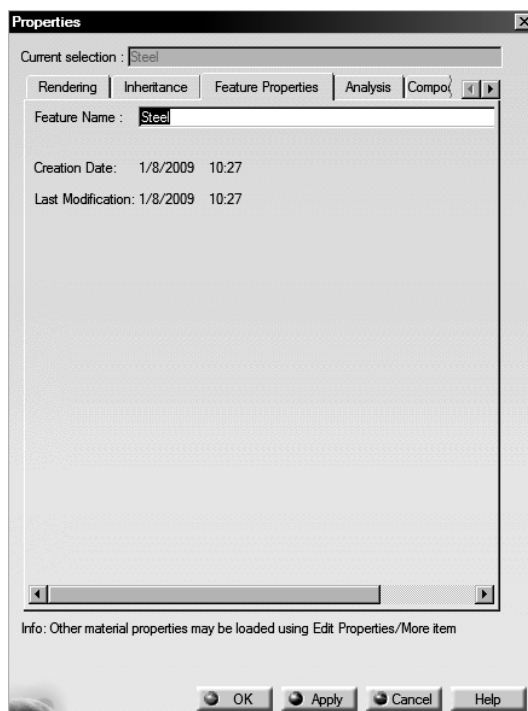 Properties
Current selection : Steel
Rendering Inheritance Feature Properties Analysis
Feature Name : Steel
Creation Date: 1/8/2009 10:27
Last Modification: 1/8/2009 10:27
Info: Other material properties may be loaded using Edit Properties/More item
OK Apply Cancel Help